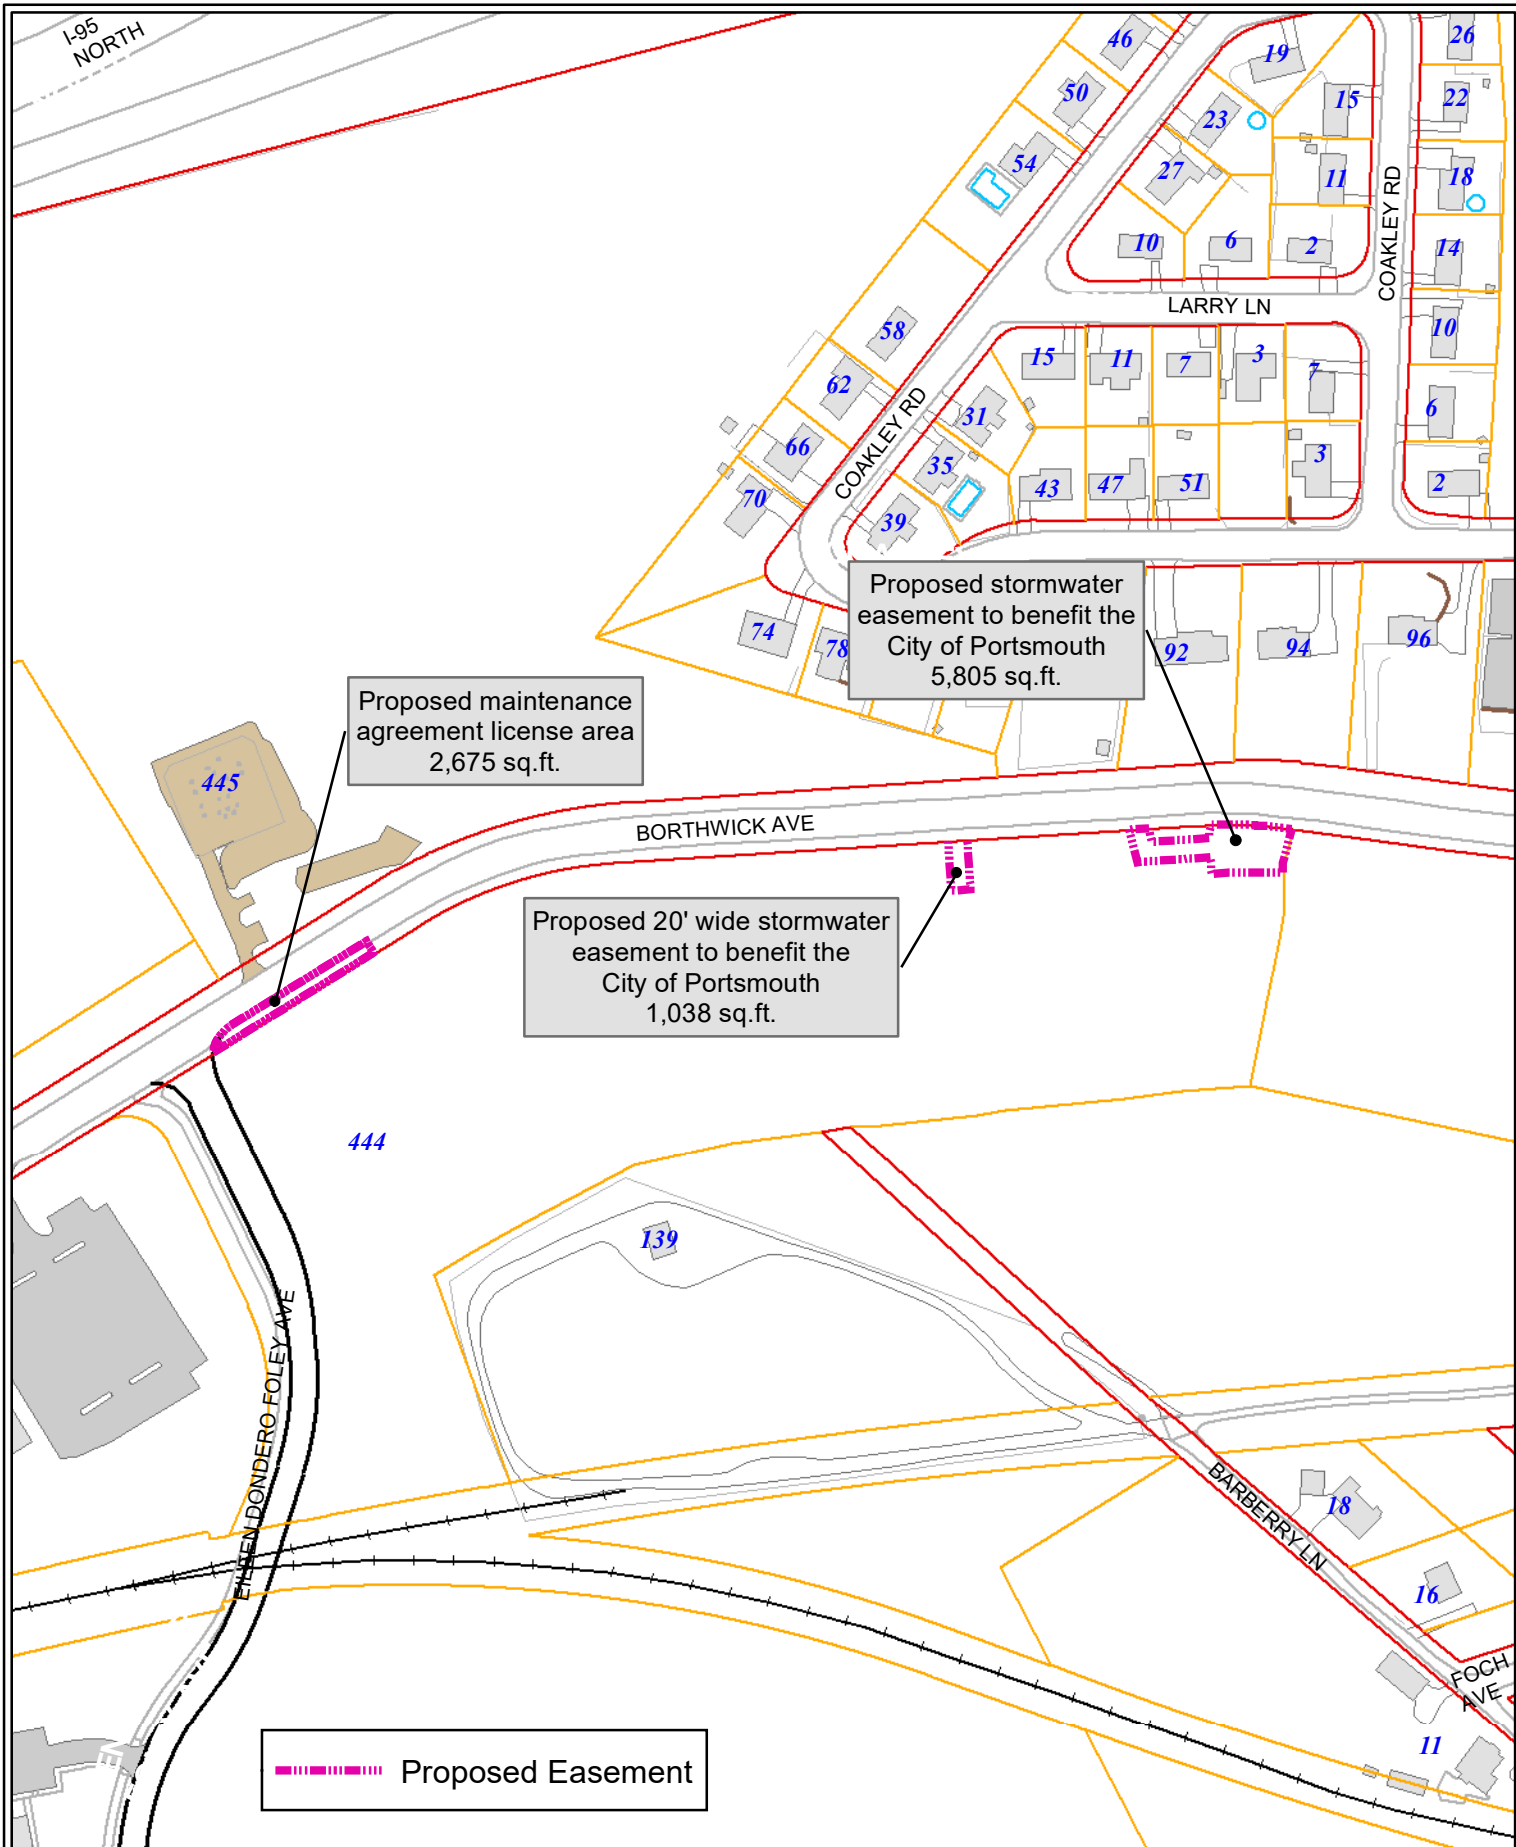 I-95
NORTH
46
19
26
50
15
22
23
54
27
11
18
COAKLEY RD
10
6
2
14
LARRY LN
10
58
15
11
7
3
7
62
31
6
COAKLEY RD
66
35
43
47
51
3
2
70
39
Proposed stormwater
easement to benefit the
City of Portsmouth
5,805 sq.ft.
74
78
92
94
96
Proposed maintenance
agreement license area
2,675 sq.ft.
445
BORTHWICK AVE
Proposed 20' wide stormwater
easement to benefit the
City of Portsmouth
1,038 sq.ft.
444
139
EILEEN DONDERO FOLEY AVE
BARBERRY LN
18
16
FOCH
AVE
11
Proposed Easement